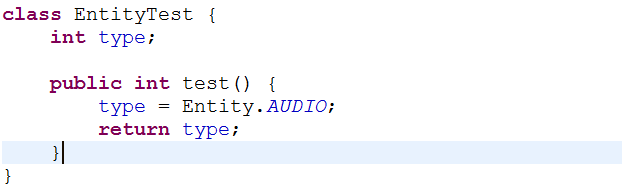 class EntityTest {
    int type;

    public int test() {
        type = Entity.AUDIO;
        return type;
    }
}